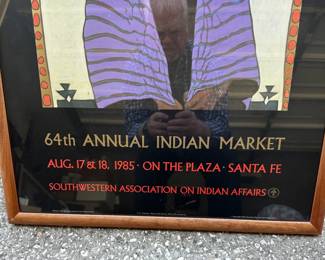 64th ANNUAL INDIAN MARKET
AUG. 17 & 18, 1985 · ON THE PLAZA · SANTA FE
SOUTHWESTERN ASSOCIATION ON INDIAN AFFAIRS